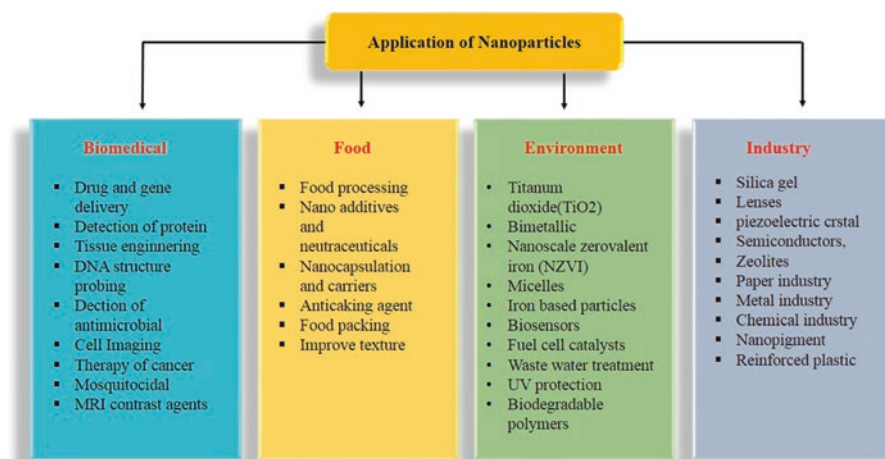 Application of Nanoparticles
Biomedical
▪ Drug and gene
delivery
▪ Detection of protein
▪ Tissue enginnering
▪ DNA structure
probing
▪ Dection of
antimicrobial
▪ Cell Imaging
▪ Therapy of cancer
▪ Mosquitocidal
▪ MRI contrast agents
Food
▪ Food processing
▪ Nano additives
and
neutraceuticals
▪ Nanocapsulation
and carriers
▪ Anticaking agent
▪ Food packing
▪ Improve texture
Environment
• Titanum
dioxide(TiO2)
• Bimetallic
• Nanoscale zerovalent
iron (NZVI)
• Micelles
• Iron based particles
• Biosensors
• Fuel cell catalysts
• Waste water treatment
• UV protection
• Biodegradable
polymers
Industry
▪ Silica gel
▪ Lenses
▪ piezoelectric crstal
▪ Semiconductors,
▪ Zeolites
▪ Paper industry
▪ Metal industry
▪ Chemical industry
▪ Nanopigment
▪ Reinforced plastic